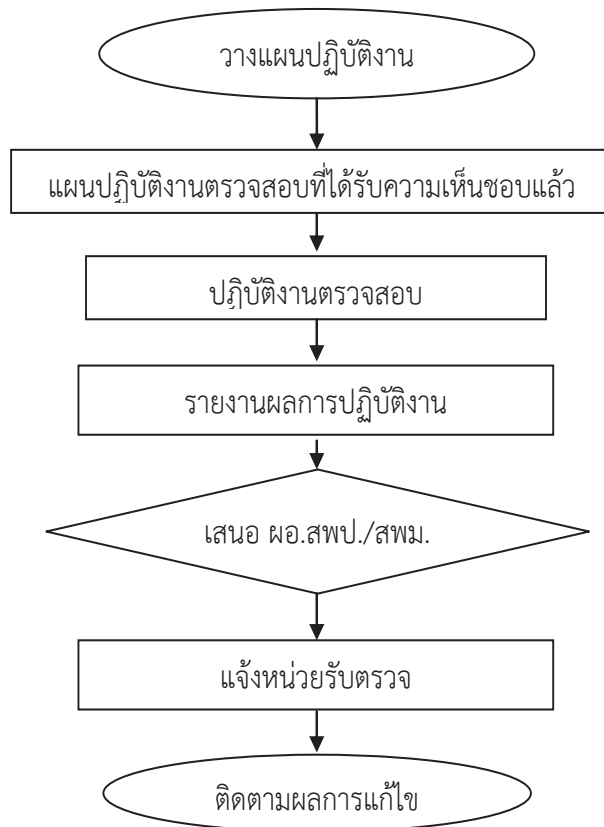 วางแผนปฏิบัติงาน
แผนปฏิบัติงานตรวจสอบที่ได้รับความเห็นชอบแล้ว
ปฏิบัติงานตรวจสอบ
รายงานผลการปฏิบัติงาน
เสนอ ผอ.สพป./สพม.
แจ้งหน่วยรับตรวจ
ติดตามผลการแก้ไข